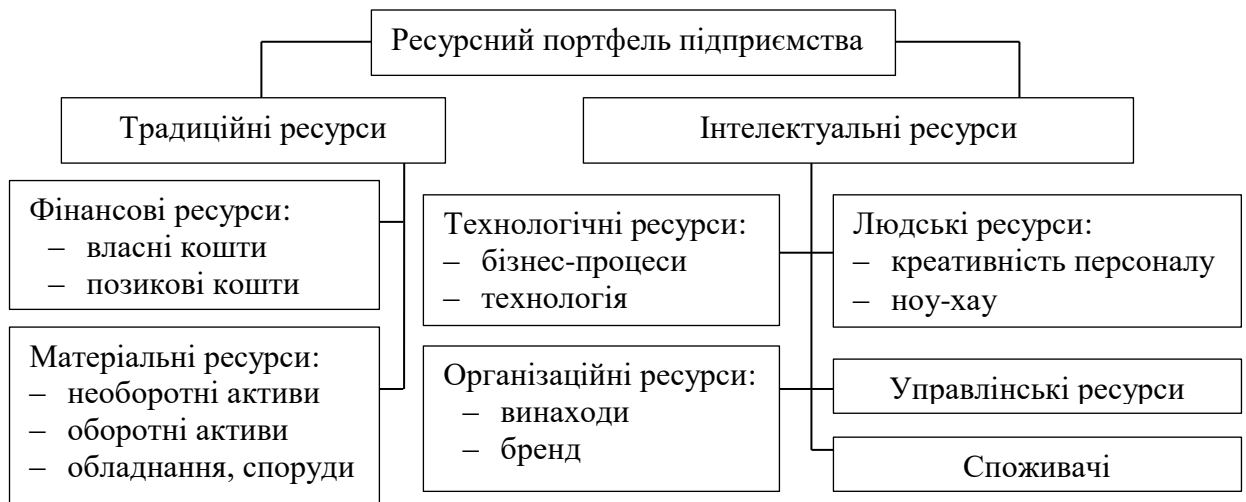 Ресурсний портфель підприємства
Традиційні ресурси
Інтелектуальні ресурси
Фінансові ресурси:
– власні кошти
– позикові кошти
Матеріальні ресурси:
– необоротні активи
– оборотні активи
– обладнання, споруди
Технологічні ресурси:
– бізнес-процеси
– технологія
Організаційні ресурси:
– винаходи
– бренд
Людські ресурси:
– креативність персоналу
– ноу-хау
Управлінські ресурси
Споживачі